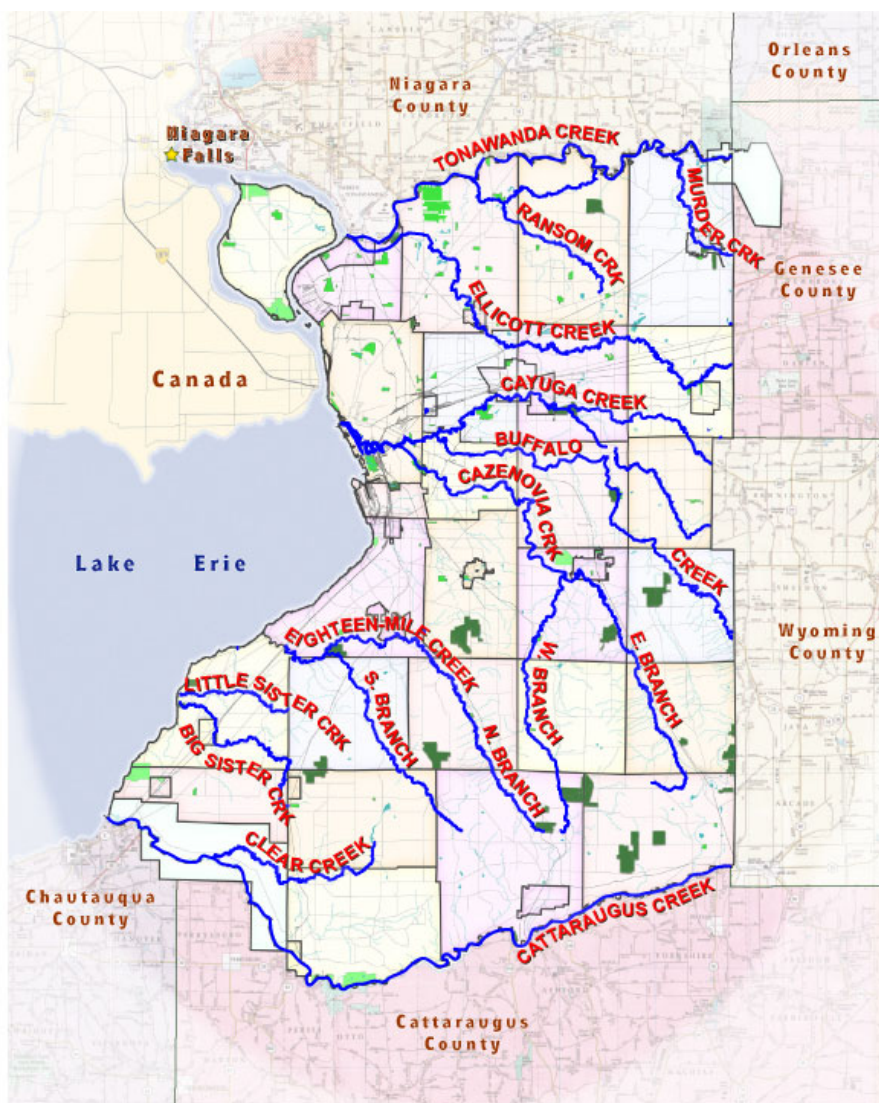 Orleans
County
Niagara
County
Niagara
Falls
TONAWANDA CREEK
MURDER CRK
RANSOM CRK
Genesee
County
ELLICOTT CREEK
Canada
CAYUGA CREEK
BUFFALO
CREEK
CAZENOVIA CRK
Lake Erie
Wyoming
County
EIGHTEEN-MILE CREEK
W. BRANCH
E. BRANCH
S. BRANCH
LITTLE SISTER CRK
N. BRANCH
BIG SISTER CRK
CLEAR CREEK
Chautauqua
County
CATTARAUGUS CREEK
Cattaraugus
County